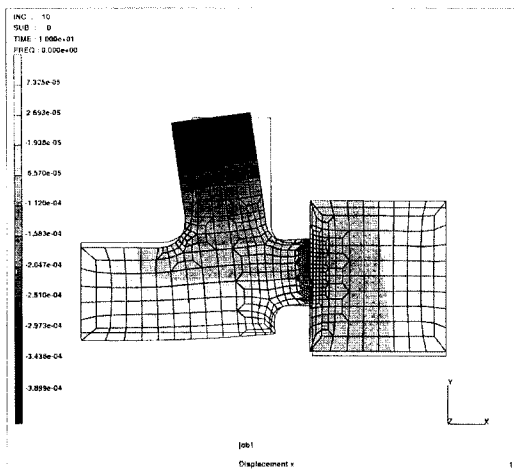 INC : 10
SUB : 0
TIME : 1.000e+01
FREQ : 0.000e+00
7.325e-05
2.693e-05
-1.938e-05
-6.570e-05
-1.120e-04
-1.583e-04
-2.047e-04
-2.510e-04
-2.973e-04
-3.436e-04
-3.899e-04
Y
Z X
job1
Displacement x
1